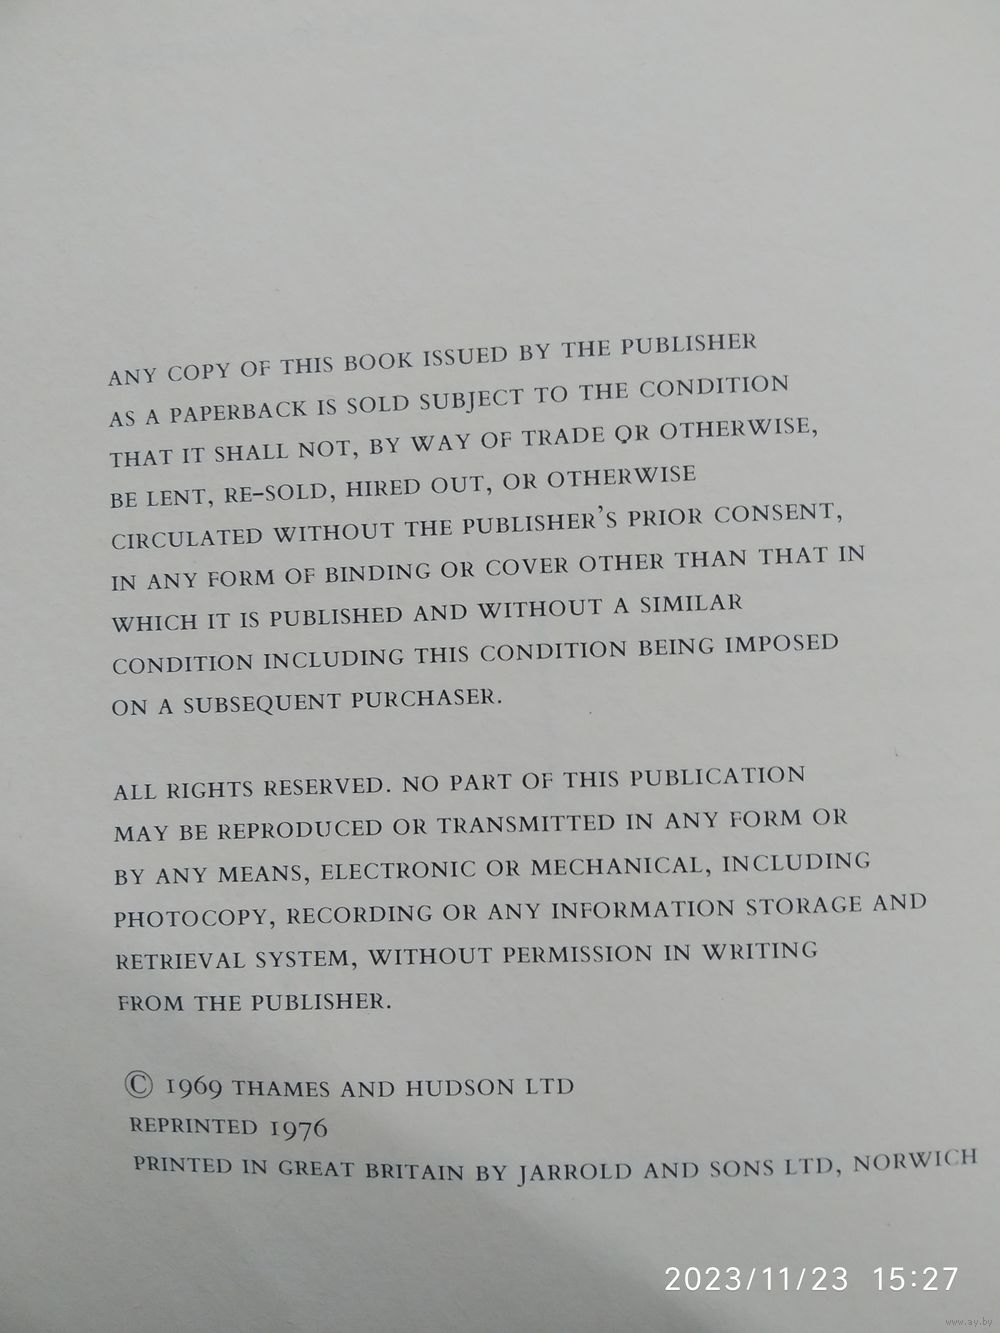 ANY COPY OF THIS BOOK ISSUED BY THE PUBLISHER
AS A PAPERBACK IS SOLD SUBJECT TO THE CONDITION
THAT IT SHALL NOT, BY WAY OF TRADE OR OTHERWISE,
BE LENT, RE-SOLD, HIRED OUT, OR OTHERWISE
CIRCULATED WITHOUT THE PUBLISHER'S PRIOR CONSENT,
IN ANY FORM OF BINDING OR COVER OTHER THAN THAT IN
WHICH IT IS PUBLISHED AND WITHOUT A SIMILAR
CONDITION INCLUDING THIS CONDITION BEING IMPOSED
ON A SUBSEQUENT PURCHASER.
ALL RIGHTS RESERVED. NO PART OF THIS PUBLICATION
MAY BE REPRODUCED OR TRANSMITTED IN ANY FORM OR
BY ANY MEANS, ELECTRONIC OR MECHANICAL, INCLUDING
PHOTOCOPY, RECORDING OR ANY INFORMATION STORAGE AND
RETRIEVAL SYSTEM, WITHOUT PERMISSION IN WRITING
FROM THE PUBLISHER.
© 1969 THAMES AND HUDSON LTD
REPRINTED 1976
PRINTED IN GREAT BRITAIN BY JARROLD AND SONS LTD, NORWICH
2023/11/23 15:27
www.ay.by